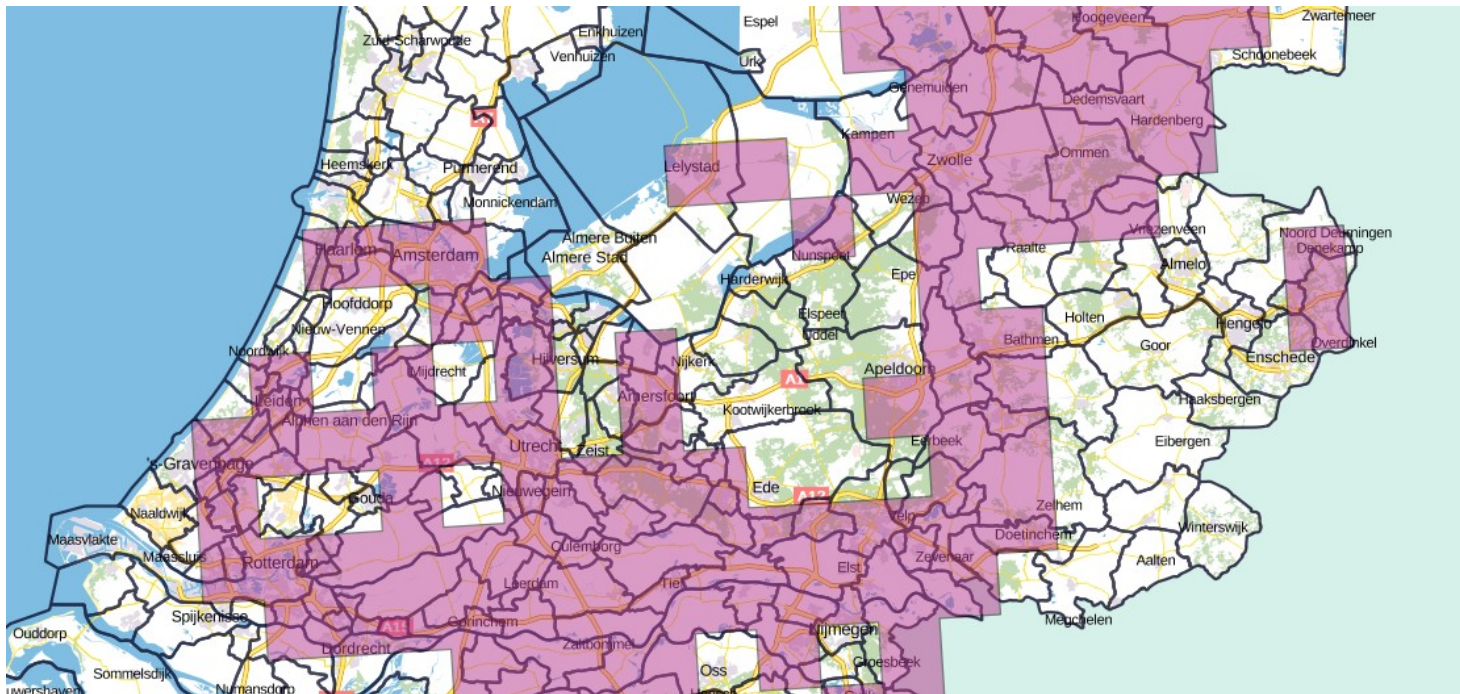 Espel
Hoogeveen
Zwartemeer
Enkhuizen
Zuid-Scharwoude
Venhuizen
Urk
Schoonebeek
Genemuiden
Dedemsvaart
Hardenberg
Kampen
Heemskerk
Purmerend
Lelystad
Zwolle
Ommen
Monnickendam
Wezep
Vriezenveen
Noord Deurningen
Almere Buiten
Haarlem
Amsterdam
Almere Stad
Nunspeet
Raalte
Denekamp
Almelo
Harderwijk
Epe
Hoofddorp
Elspeet
Holten
Hengelo
Nieuw-Vennep
Uddel
Bathmen
Goor
Overdinkel
Noordwijk
Hilversum
Nijkerk
Enschede
Mijdrecht
Apeldoorn
A1
Leiden
Amersfoort
Kootwijkerbroek
Haaksbergen
Alphen aan den Rijn
Utrecht
Zeist
Eerbeek
Eibergen
's-Gravenhage
A12
Gouda
Nieuwegein
Ede
A12
Naaldwijk
Zelhem
Winterswijk
Maasvlakte
Velp
Doetinchem
Maassluis
Culemborg
Zevenaar
Rotterdam
Elst
Aalten
Leerdam
Tiel
Spijkenisse
A15
Gorinchem
Megchelen
Ouddorp
Nijmegen
Dordrecht
Zaltbommel
Groesbeek
Sommelsdijk
Oss
Numansdorp